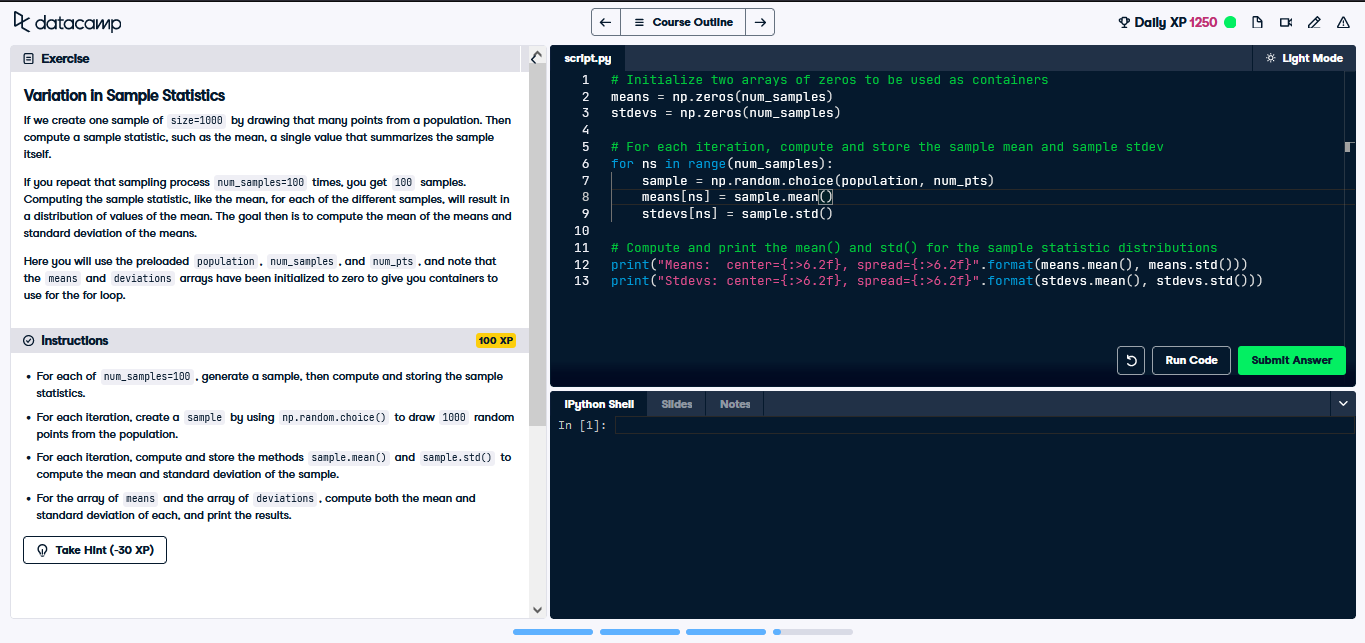 datacamp
Course Outline
Daily XP 1250
Exercise
Variation in Sample Statistics
If we create one sample of size=1000 by drawing that many points from a population. Then
compute a sample statistic, such as the mean, a single value that summarizes the sample
itself.
If you repeat that sampling process num_samples=100 times, you get 100 samples.
Computing the sample statistic, like the mean, for each of the different samples, will result in
a distribution of values of the mean. The goal then is to compute the mean of the means and
standard deviation of the means.
Here you will use the preloaded population, num_samples, and num_pts, and note that
the means and deviations arrays have been initialized to zero to give you containers to
use for the for loop.
Instructions
100 XP
• For each of num_samples=100, generate a sample, then compute and storing the sample
statistics.
• For each iteration, create a sample by using np.random.choice() to draw 1000 random
points from the population.
• For each iteration, compute and store the methods sample.mean() and sample.std() to
compute the mean and standard deviation of the sample.
• For the array of means and the array of deviations, compute both the mean and
standard deviation of each, and print the results.
Take Hint (-30 XP)
script.py
Light Mode
1 # Initialize two arrays of zeros to be used as containers
2 means = np.zeros(num_samples)
3 stdevs = np.zeros(num_samples)
4
5 # For each iteration, compute and store the sample mean and sample stdev
6 for ns in range(num_samples):
7     sample = np.random.choice(population, num_pts)
8     means[ns] = sample.mean()
9     stdevs[ns] = sample.std()
10
11 # Compute and print the mean() and std() for the sample statistic distributions
12 print("Means:  center={:>6.2f}, spread={:>6.2f}".format(means.mean(), means.std()))
13 print("Stdevs: center={:>6.2f}, spread={:>6.2f}".format(stdevs.mean(), stdevs.std()))
Run Code
Submit Answer
IPython Shell
Slides
Notes
In [1]: